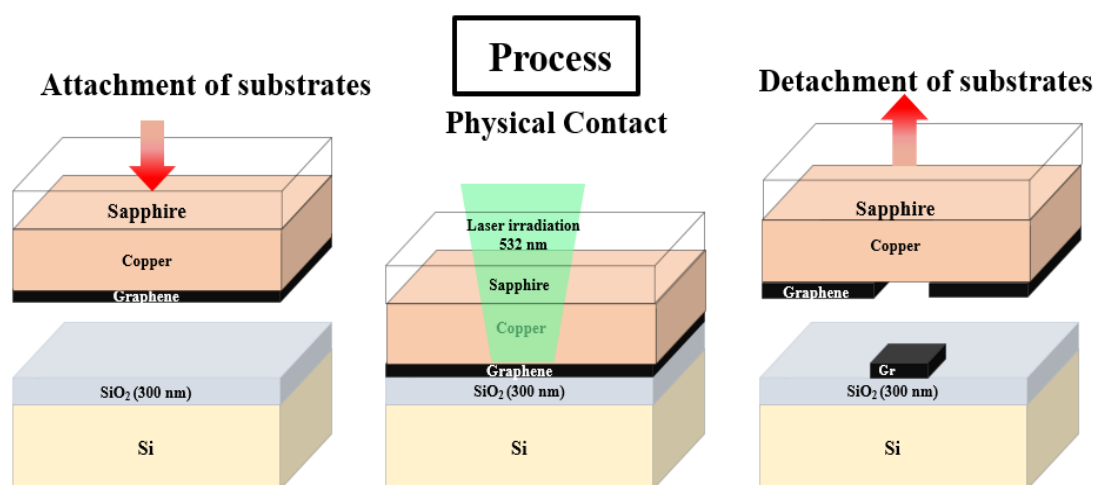 Process
Attachment of substrates
Physical Contact
Detachment of substrates
Sapphire
Copper
Graphene
SiO₂ (300 nm)
Si
Laser irradiation
532 nm
Sapphire
Copper
Graphene
SiO₂ (300 nm)
Si
Sapphire
Copper
Graphene
Gr
SiO₂ (300 nm)
Si